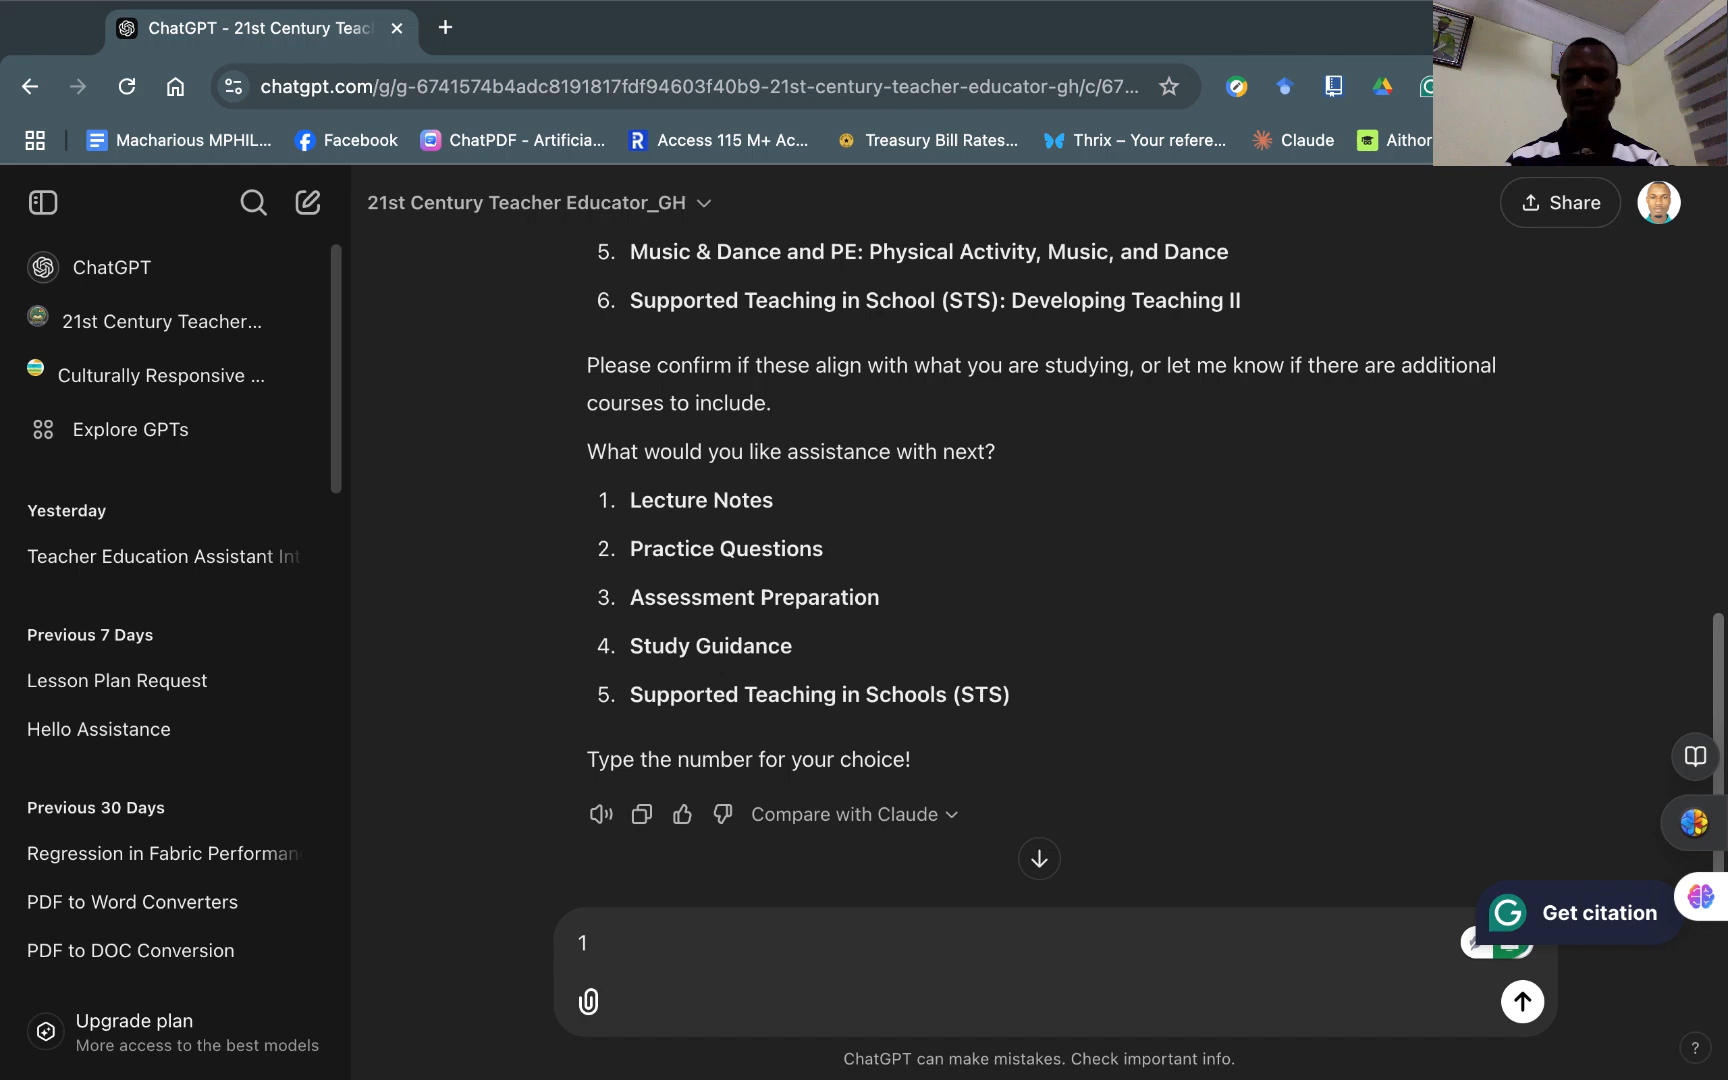 ChatGPT - 21st Century Teac
chatgpt.com/g/g-6741574b4adc8191817fdf94603f40b9-21st-century-teacher-educator-gh/c/67...
Macharious MPHIL... Facebook ChatPDF - Artificia... Access 115 M+ Ac... Treasury Bill Rates... Thrix – Your refere... Claude Aithor
21st Century Teacher Educator_GH
Share
ChatGPT
21st Century Teacher...
Culturally Responsive ...
Explore GPTs
Yesterday
Teacher Education Assistant Int
Previous 7 Days
Lesson Plan Request
Hello Assistance
Previous 30 Days
Regression in Fabric Performan
PDF to Word Converters
PDF to DOC Conversion
Upgrade plan
More access to the best models
5. Music & Dance and PE: Physical Activity, Music, and Dance
6. Supported Teaching in School (STS): Developing Teaching II
Please confirm if these align with what you are studying, or let me know if there are additional
courses to include.
What would you like assistance with next?
1. Lecture Notes
2. Practice Questions
3. Assessment Preparation
4. Study Guidance
5. Supported Teaching in Schools (STS)
Type the number for your choice!
Compare with Claude
Get citation
1
ChatGPT can make mistakes. Check important info.
?